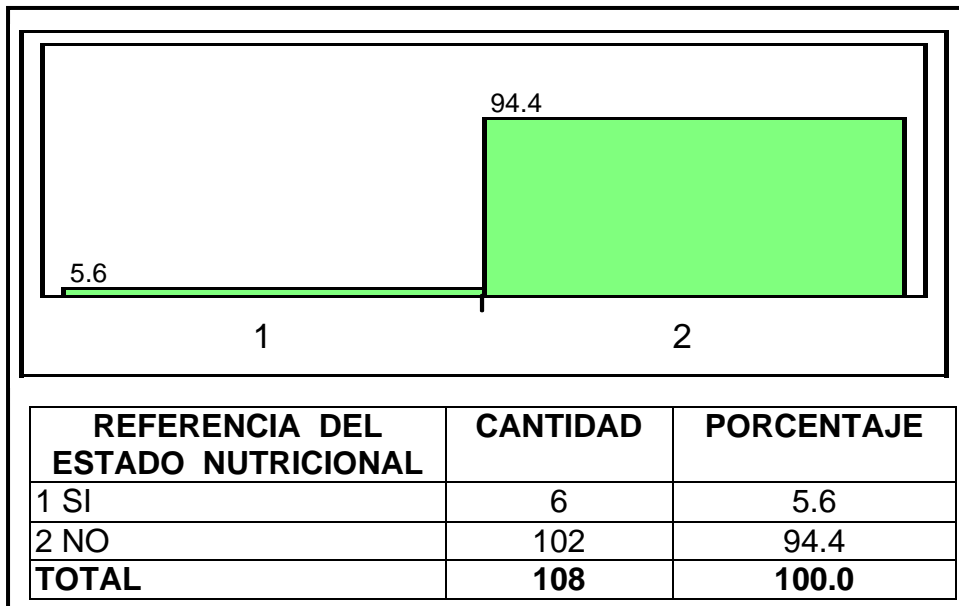 94.4
5.6
1 2
REFERENCIA DEL ESTADO NUTRICIONAL CANTIDAD PORCENTAJE
1 SI 6 5.6
2 NO 102 94.4
TOTAL 108 100.0